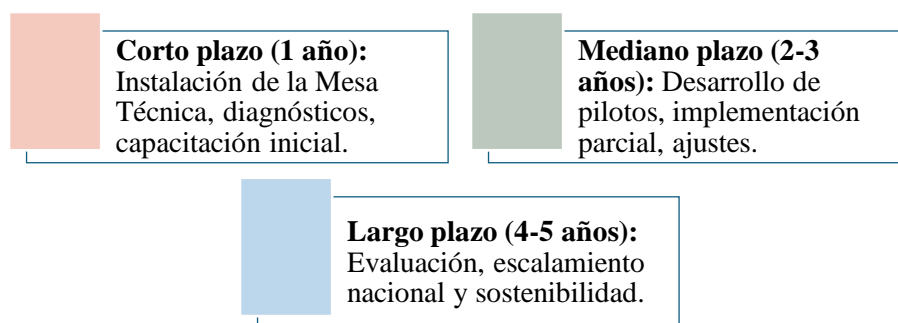 Corto plazo (1 año):
Instalación de la Mesa
Técnica, diagnósticos,
capacitación inicial.
Mediano plazo (2-3
años): Desarrollo de
pilotos, implementación
parcial, ajustes.
Largo plazo (4-5 años):
Evaluación, escalamiento
nacional y sostenibilidad.